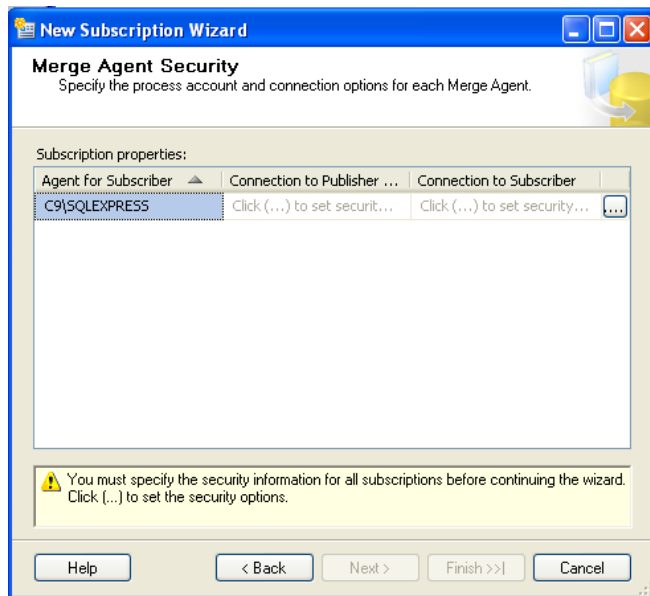 New Subscription Wizard
Merge Agent Security
Specify the process account and connection options for each Merge Agent.
Subscription properties:
Agent for Subscriber Connection to Publisher ... Connection to Subscriber
C9\SQLEXPRESS Click (...) to set securit... Click (...) to set security... ...
You must specify the security information for all subscriptions before continuing the wizard.
Click (...) to set the security options.
Help < Back Next > Finish >>| Cancel